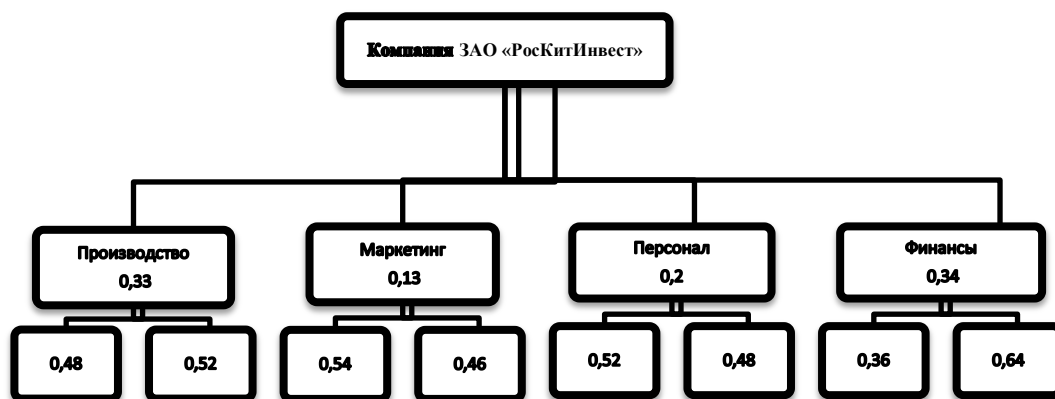 Компания ЗАО «РосКитИнвест»
Производство
0,33
Маркетинг
0,13
Персонал
0,2
Финансы
0,34
0,48
0,52
0,54
0,46
0,52
0,48
0,36
0,64